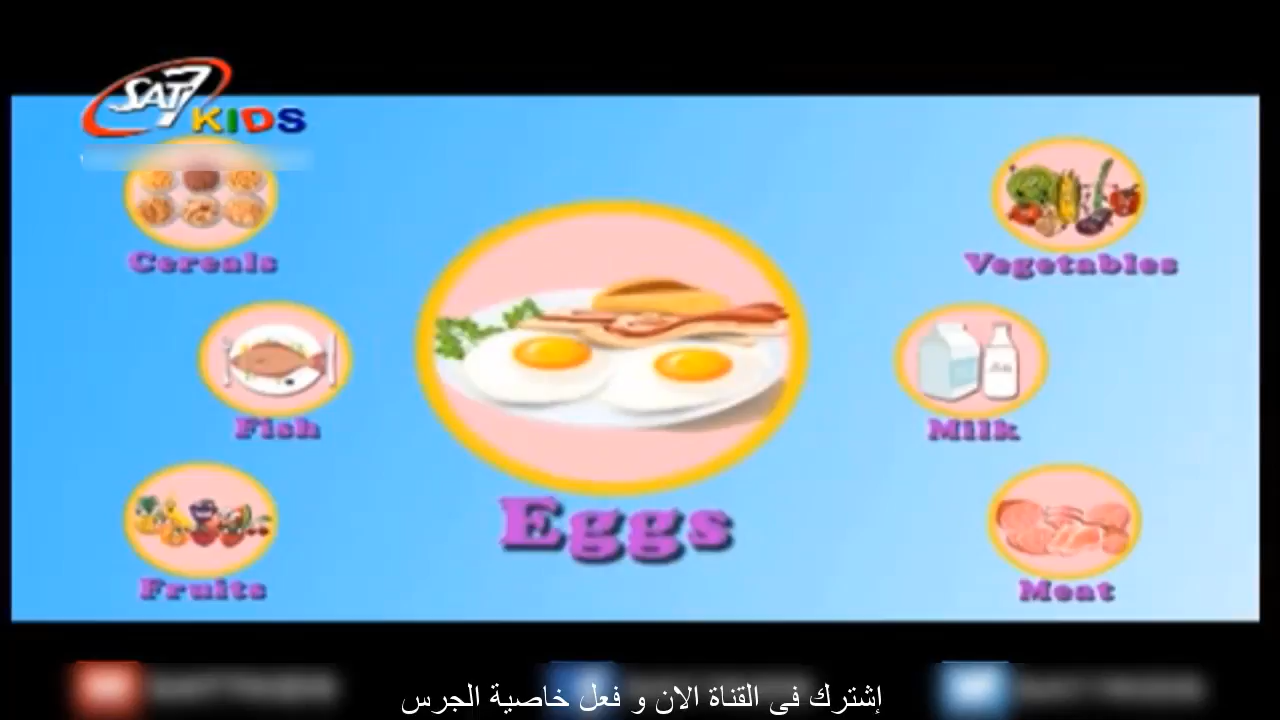 SAT7
KIDS
Cereals
Vegetables
Fish
Milk
Eggs
Fruits
Meat
إشترك فى القناة الان و فعل خاصية الجرس